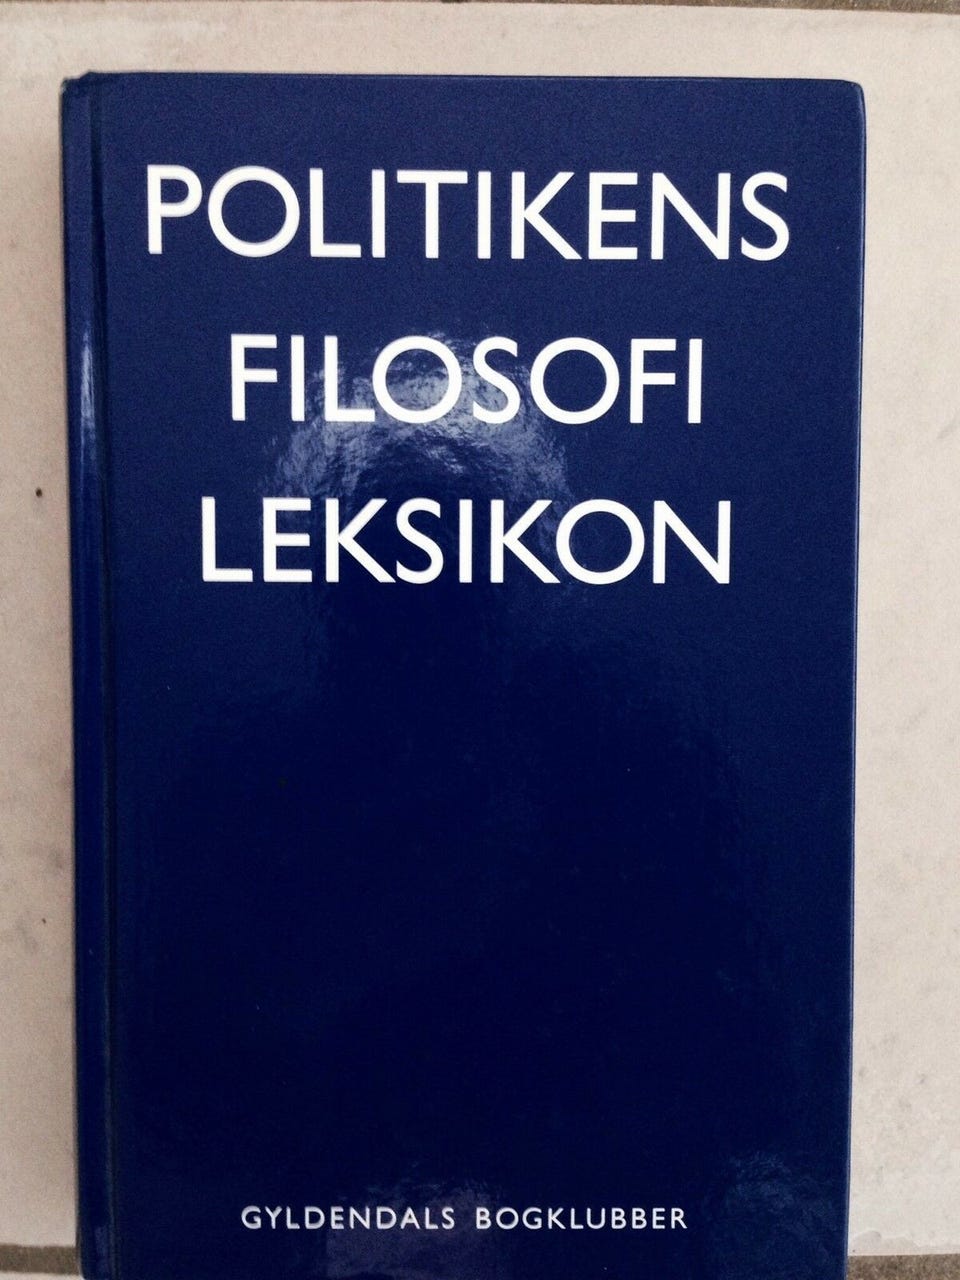 POLITIKENS
FILOSOFI
LEKSIKON
GYLDENDALS BOGKLUBBER